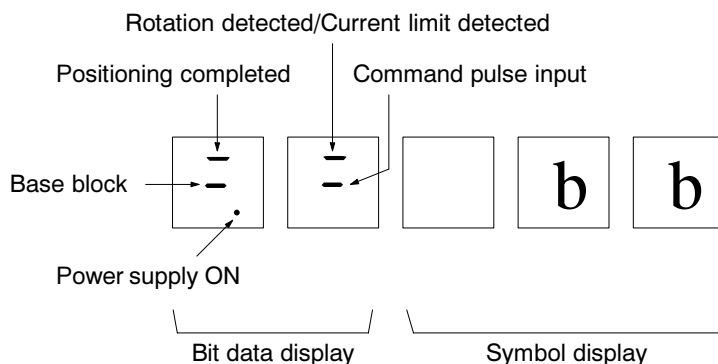 Rotation detected/Current limit detected
Positioning completed
Command pulse input
Base block
b b
Power supply ON
Bit data display
Symbol display